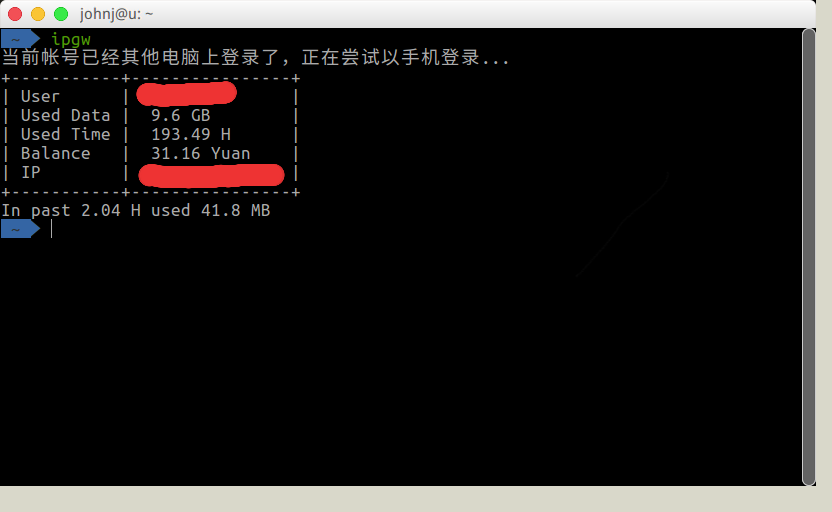 johnj@u: ~
~ ipgw
当前帐号已经其他电脑上登录了，正在尝试以手机登录...
+-----------+----------------+
| User | |
| Used Data | 9.6 GB |
| Used Time | 193.49 H |
| Balance | 31.16 Yuan |
| IP | |
+-----------+----------------+
In past 2.04 H used 41.8 MB
~